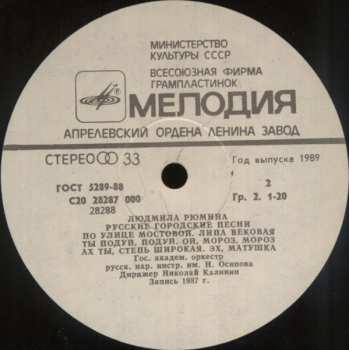 МИНИСТЕРСТВО
КУЛЬТУРЫ СССР
ВСЕСОЮЗНАЯ ФИРМА
ГРАМПЛАСТИНОК
МЕЛОДИЯ
АПРЕЛЕВСКИЙ ОРДЕНА ЛЕНИНА ЗАВОД
СТЕРЕО 33
Год выпуска 1989
ГОСТ 5289-88
2
С20 28287 000
Гр. 2. 1-20
28288
ЛЮДМИЛА РЮМИНА
РУССКИЕ ГОРОДСКИЕ ПЕСНИ
ПО УЛИЦЕ МОСТОВОЙ. ЛИПА ВЕКОВАЯ
ТЫ ПОДУЙ, ПОДУЙ. ОЙ, МОРОЗ, МОРОЗ
АХ ТЫ, СТЕПЬ ШИРОКАЯ. ЭХ, МАТУШКА
Гос. академ. оркестр
русск. нар. инстр. им. Н. Осипова
Дирижер Николай Калинин
Запись 1987 г.